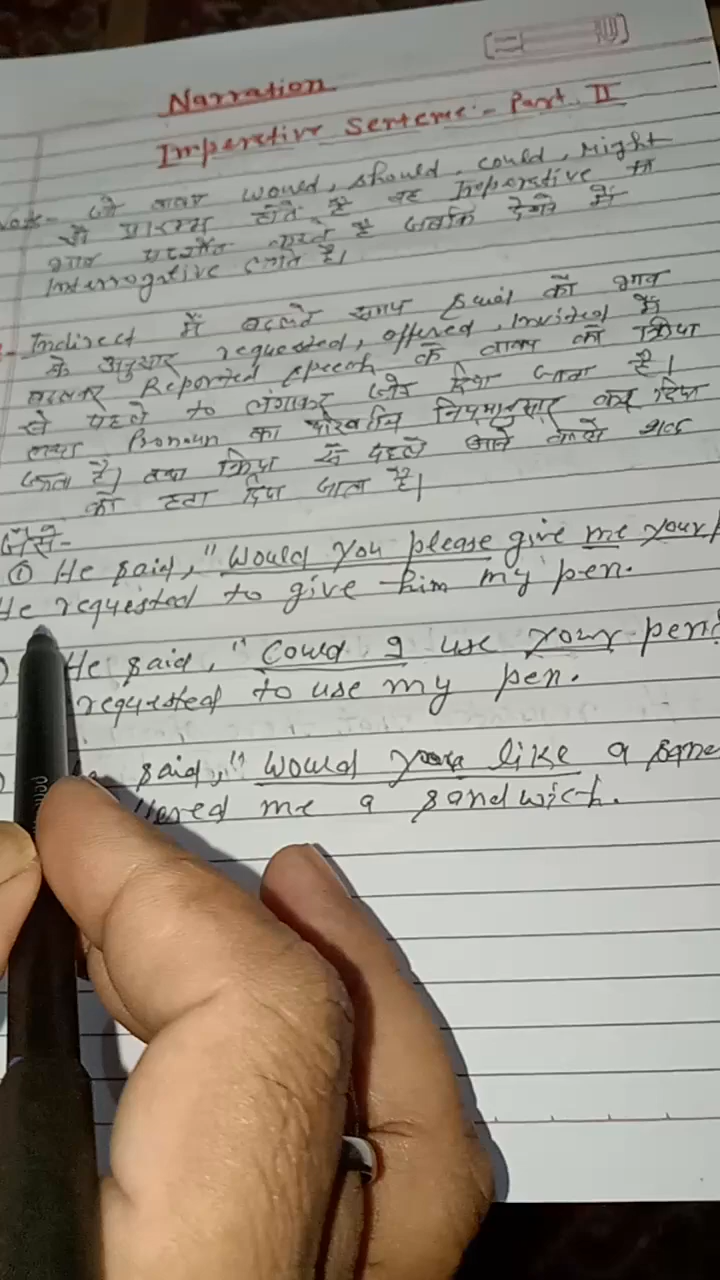 Narration
Imperative Sentence:- Part II
Note- जो वाक्य would, should, could, might
से प्रारम्भ होते है वह Imperative का
भाव प्रदर्शित करते है जबकि देखने में
Interrogative लगते है।
Indirect में बदलते समय said को भाव
के अनुसार requested, offered, invited में
बदलकर Reported speech के वाक्य की क्रिया
से पहले to लगाकर जोड़ दिया जाता है।
तथा Pronoun का परिवर्तन नियमानुसार कर दिया
जाता है। तथा क्रिया से पहले आने वाले शब्द
को हटा दिया जाता है।
जैसे-
① He said, "Would you please give me your
He requested to give him my pen.
He said, "Could I use your pen?
requested to use my pen.
said, " Would you like a
me a sandwich.